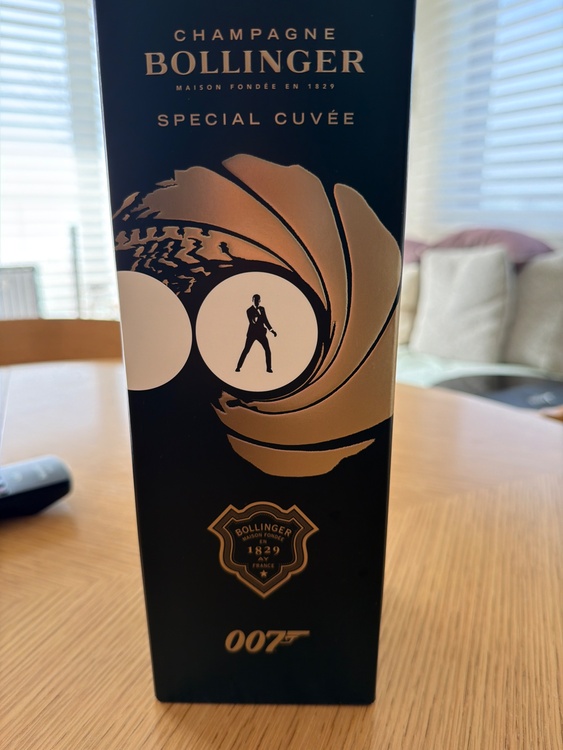 CHAMPAGNE
BOLLINGER
MAISON FONDÉE EN 1829
SPECIAL CUVÉE
BOLLINGER
MAISON FONDÉE
EN
1829
AY
FRANCE
007